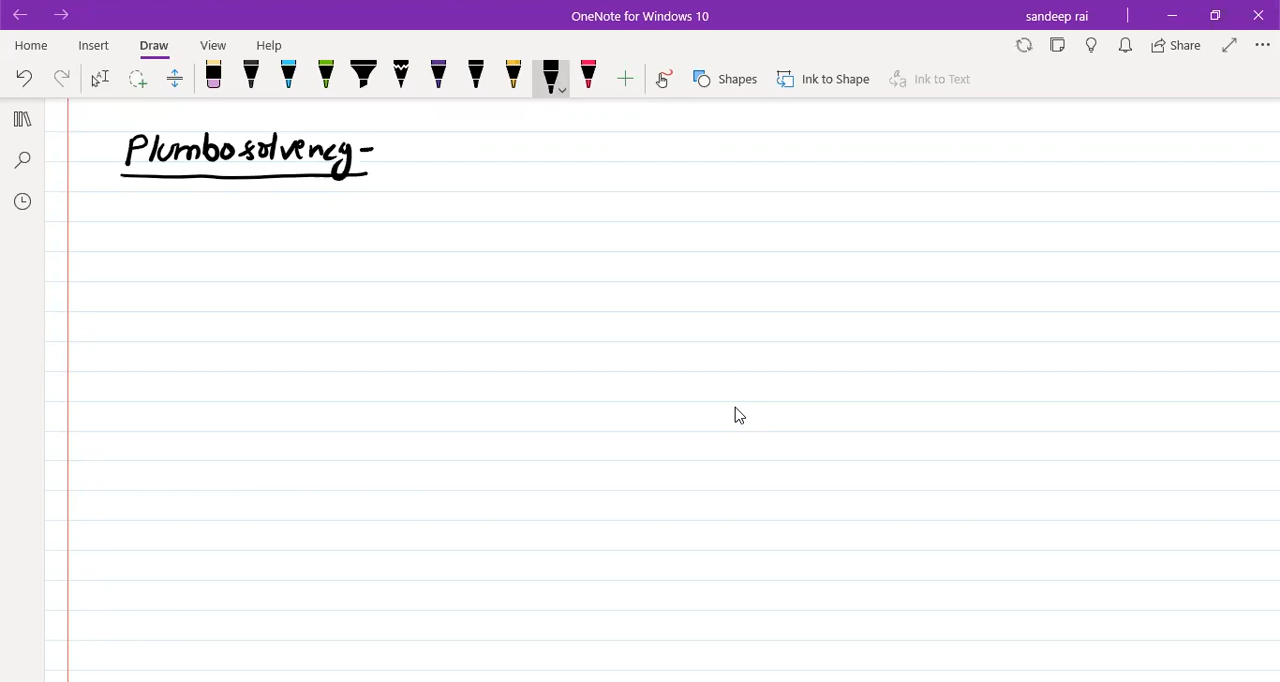 OneNote for Windows 10
sandeep rai
Home Insert Draw View Help
Share
Shapes Ink to Shape Ink to Text
Plumbosolvency -